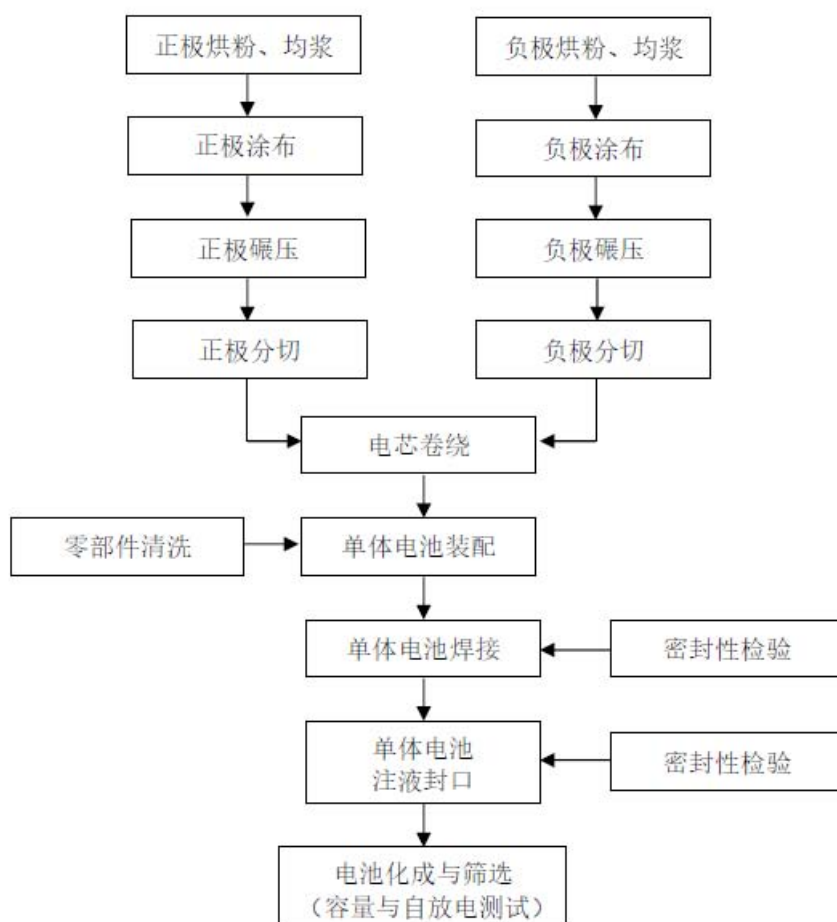 正极烘粉、均浆
负极烘粉、均浆
正极涂布
负极涂布
正极碾压
负极碾压
正极分切
负极分切
电芯卷绕
零部件清洗
单体电池装配
单体电池焊接
密封性检验
单体电池
注液封口
密封性检验
电池化成与筛选
（容量与自放电测试）